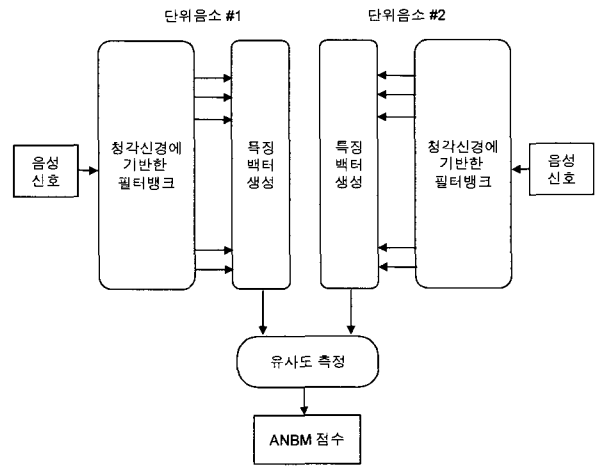 단위음소 #1
단위음소 #2
음성
신호
청각신경에
기반한
필터뱅크
특징
백터
생성
특징
백터
생성
청각신경에
기반한
필터뱅크
음성
신호
유사도 측정
ANBM 점수